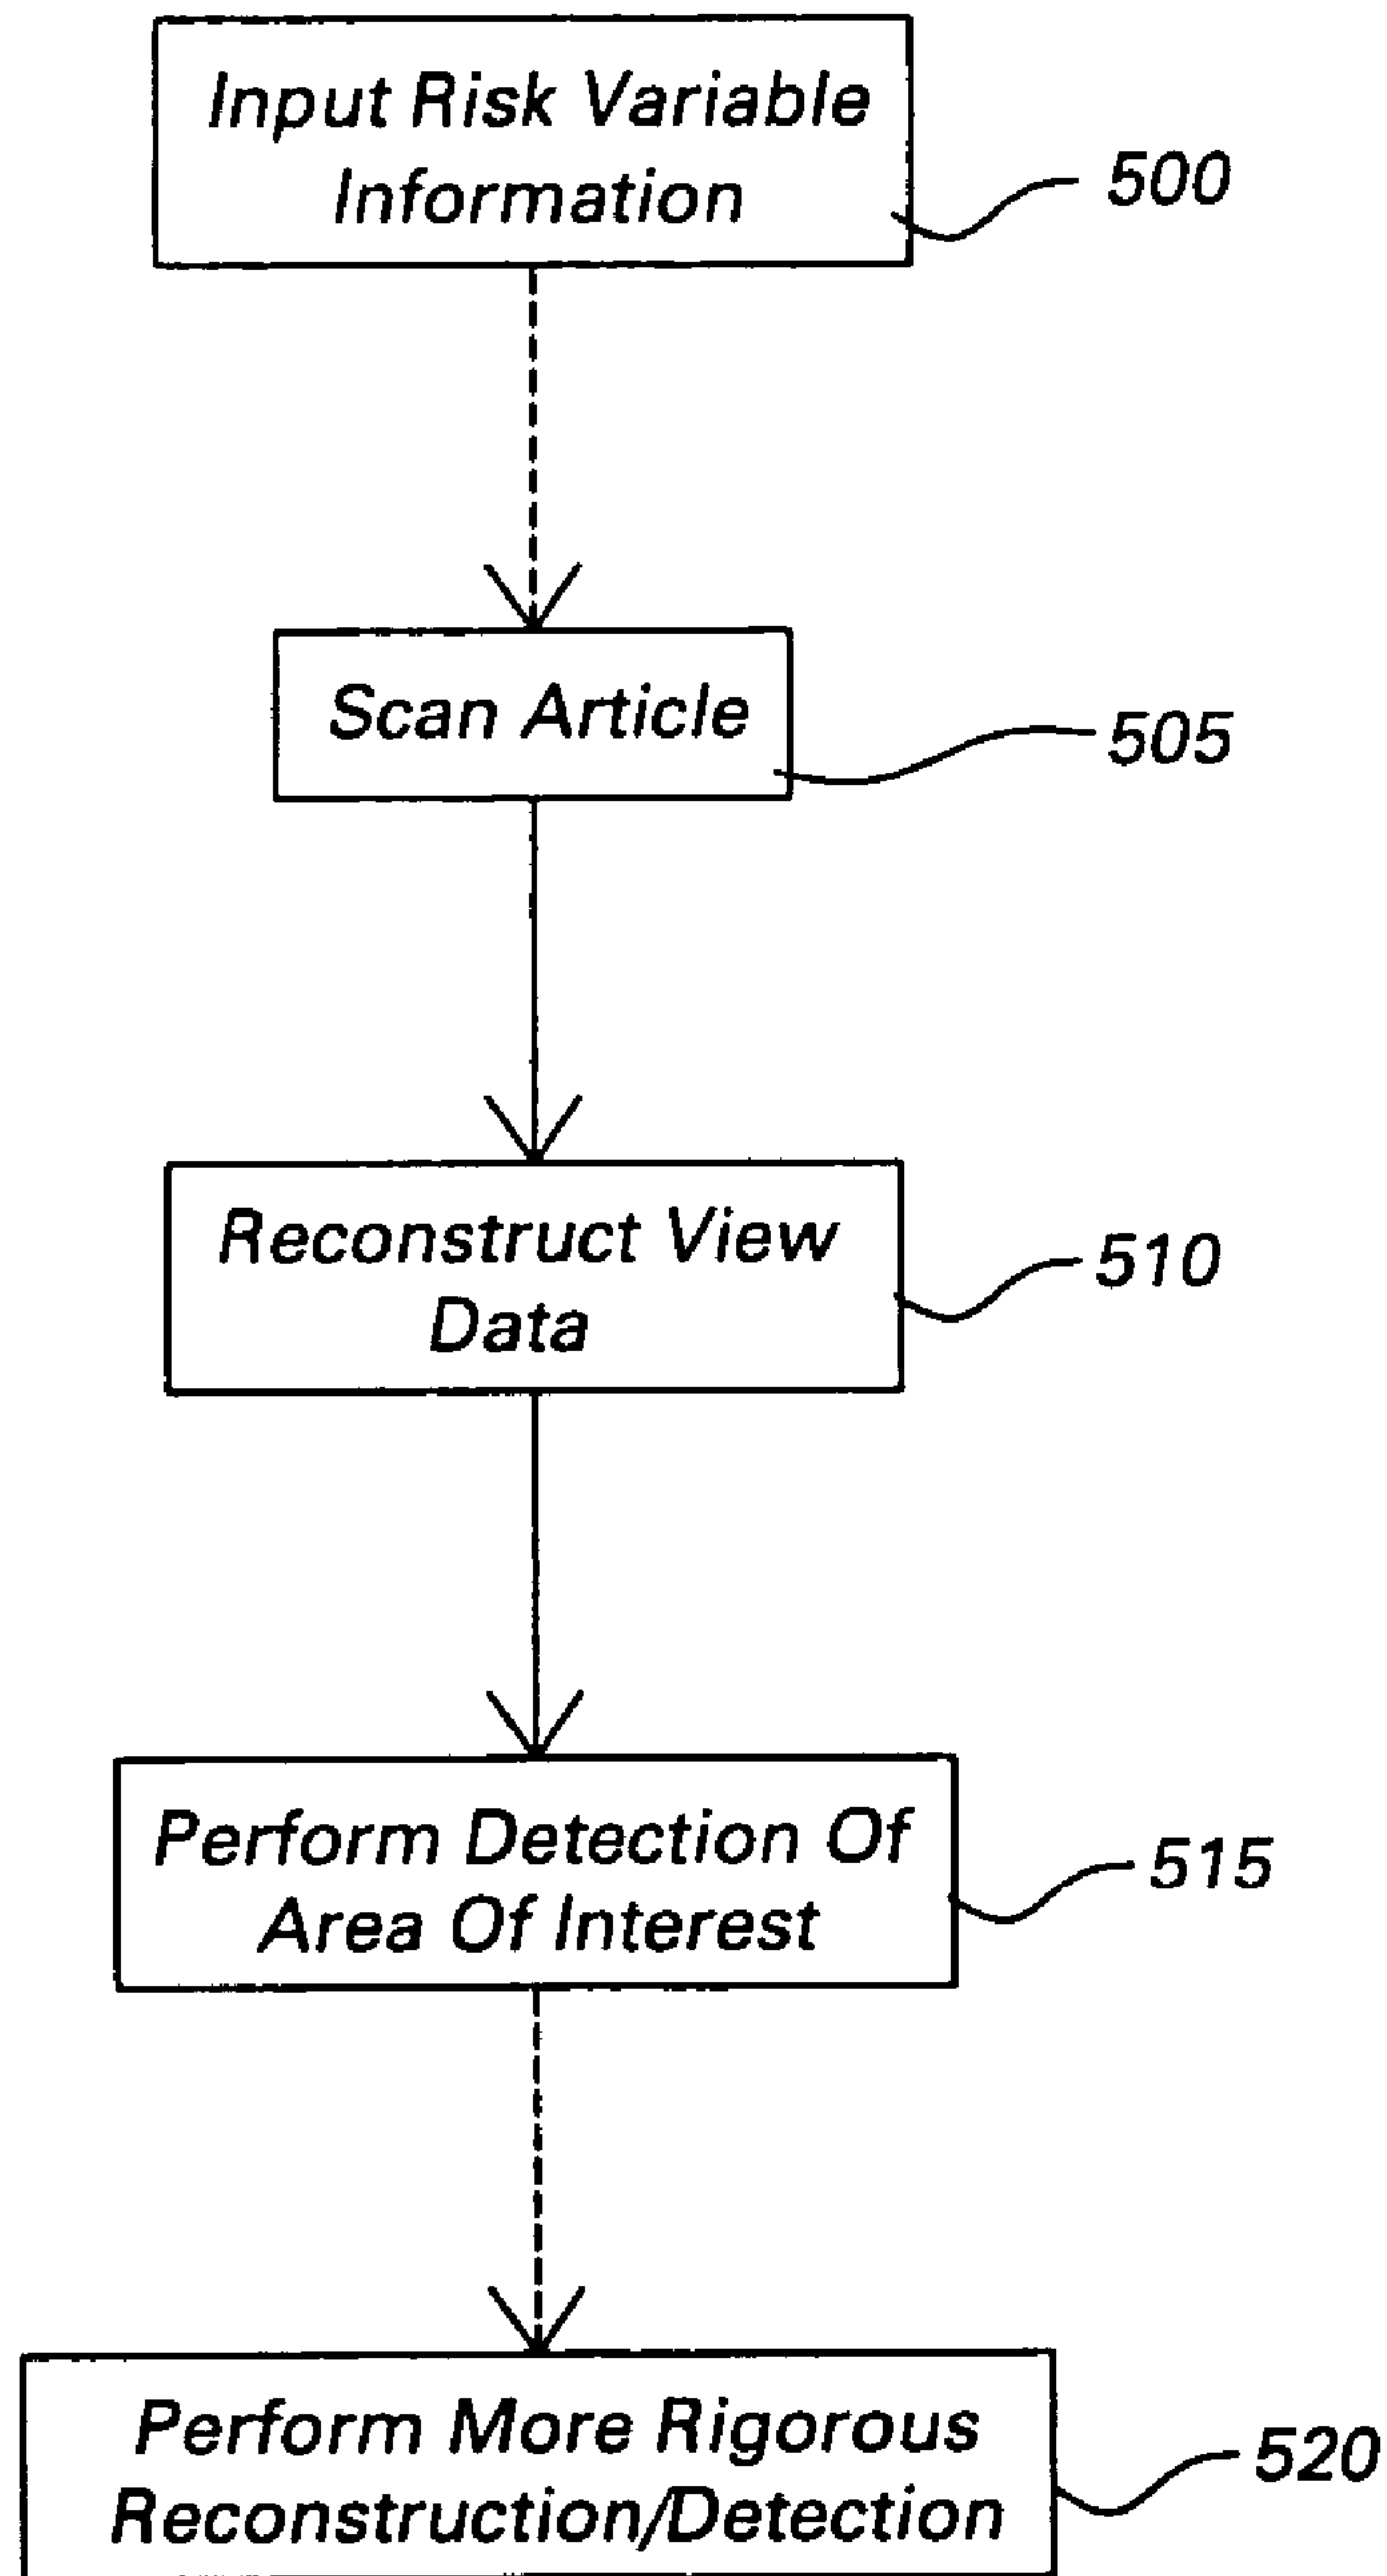 Input Risk Variable
Information
500
Scan Article
505
Reconstruct View
Data
510
Perform Detection Of
Area Of Interest
515
Perform More Rigorous
Reconstruction/Detection
520